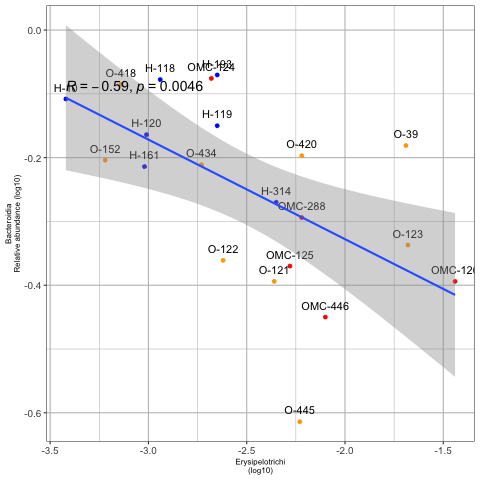 0.0
-0.2
-0.4
-0.6
Bacteroidia
Relative abundance (log10)
H-118
OMC-124
O-418
R = −0.59, p = 0.0046
H-119
H-120
O-152
H-161
O-434
O-420
O-39
H-314
OMC-288
O-123
O-122
OMC-125
O-121
OMC-446
O-445
-3.5
-3.0
-2.5
-2.0
-1.5
Erysipelotrichi
(log10)